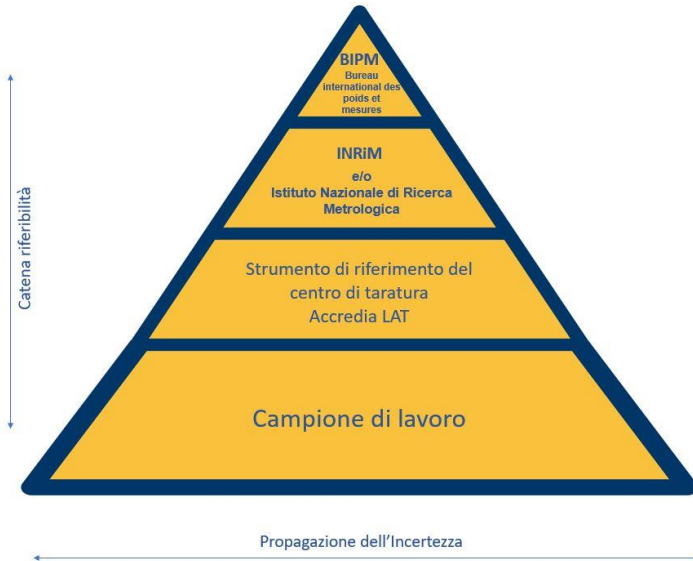 BIPM
Bureau
international des
poids et
mesures
INRiM
e/o
Istituto Nazionale di Ricerca
Metrologica
Strumento di riferimento del
centro di taratura
Accredia LAT
Campione di lavoro
Catena riferibilità
Propagazione dell'Incertezza